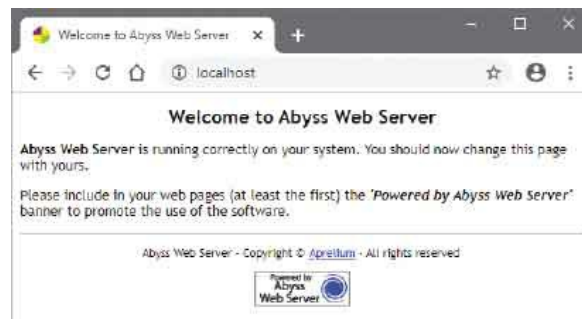 Welcome to Abyss Web Server
localhost
Welcome to Abyss Web Server
Abyss Web Server is running correctly on your system. You should now change this page
with yours.
Please include in your web pages (at least the first) the "Powered by Abyss Web Server"
banner to promote the use of the software.
Abyss Web Server - Copyright © Aprelium - All rights reserved
Powered by
Abyss
Web Server